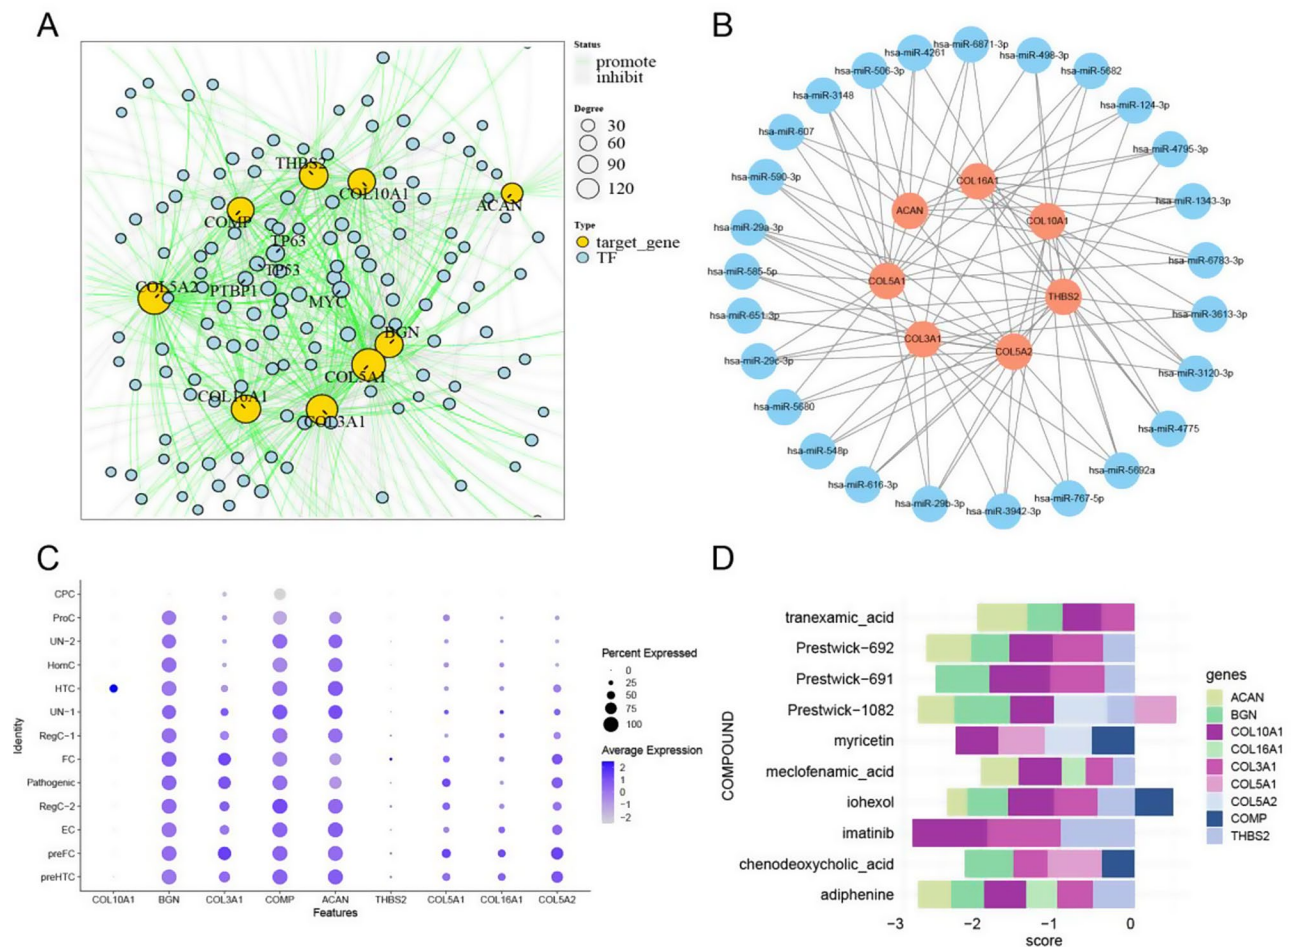 A
Status
promote
inhibit
Degree
30
60
90
120
Type
target_gene
TF
THBS2
COL10A1
ACAN
COMP
TP63
TP53
COL5A2
PTBP1
MYC
BGN
COL5A1
COL16A1
COL3A1
B
hsa-miR-6871-3p
hsa-miR-4261
hsa-miR-498-3p
hsa-miR-506-3p
hsa-miR-5682
hsa-miR-3148
hsa-miR-124-3p
hsa-miR-607
hsa-miR-4795-3p
hsa-miR-590-3p
COL16A1
hsa-miR-1343-3p
ACAN
COL10A1
hsa-miR-29a-3p
hsa-miR-6783-3p
hsa-miR-585-5p
COL5A1
THBS2
hsa-miR-651-3p
hsa-miR-3613-3p
COL3A1
COL5A2
hsa-miR-29c-3p
hsa-miR-3120-3p
hsa-miR-5680
hsa-miR-4775
hsa-miR-548p
hsa-miR-5692a
hsa-miR-616-3p
hsa-miR-767-5p
hsa-miR-29b-3p
hsa-miR-3942-3p
C
Identity
CPC
ProC
UN-2
HomC
HTC
UN-1
RegC-1
FC
Pathogenic
RegC-2
EC
preFC
preHTC
COL10A1 BGN COL3A1 COMP ACAN THBS2 COL5A1 COL16A1 COL5A2
Features
Percent Expressed
0
25
50
75
100
Average Expression
2
1
0
-1
-2
D
COMPOUND
tranexamic_acid
Prestwick-692
Prestwick-691
Prestwick-1082
myricetin
meclofenamic_acid
iohexol
imatinib
chenodeoxycholic_acid
adiphenine
-3 -2 -1 0
score
genes
ACAN
BGN
COL10A1
COL16A1
COL3A1
COL5A1
COL5A2
COMP
THBS2